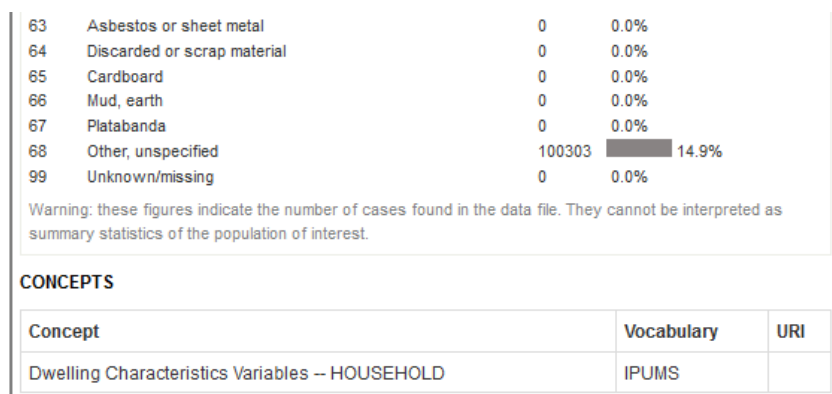 63 Asbestos or sheet metal 0 0.0%
64 Discarded or scrap material 0 0.0%
65 Cardboard 0 0.0%
66 Mud, earth 0 0.0%
67 Platabanda 0 0.0%
68 Other, unspecified 100303 14.9%
99 Unknown/missing 0 0.0%
Warning: these figures indicate the number of cases found in the data file. They cannot be interpreted as
summary statistics of the population of interest.
CONCEPTS
Concept Vocabulary URI
Dwelling Characteristics Variables -- HOUSEHOLD IPUMS